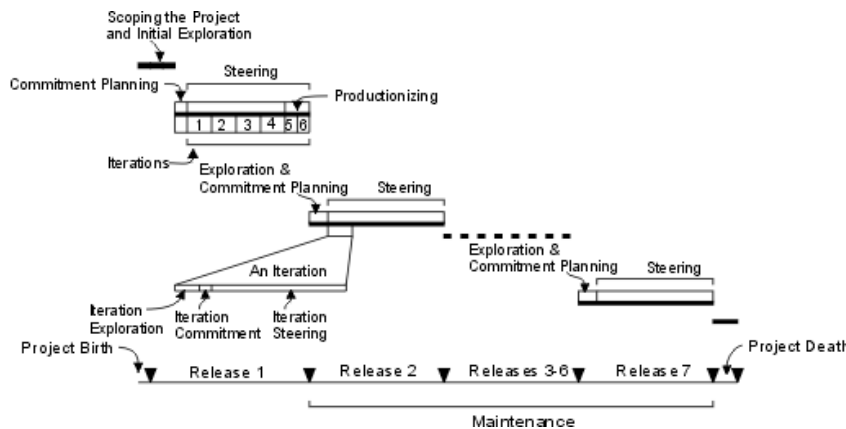 Scoping the Project
and Initial Exploration
Commitment Planning
Steering
Productionizing
1 2 3 4 5 6
Iterations
Exploration &
Commitment Planning
Steering
An Iteration
Exploration &
Commitment Planning
Steering
Iteration
Exploration
Iteration
Commitment
Iteration
Steering
Project Birth
Project Death
Release 1
Release 2
Releases 3-6
Release 7
Maintenance